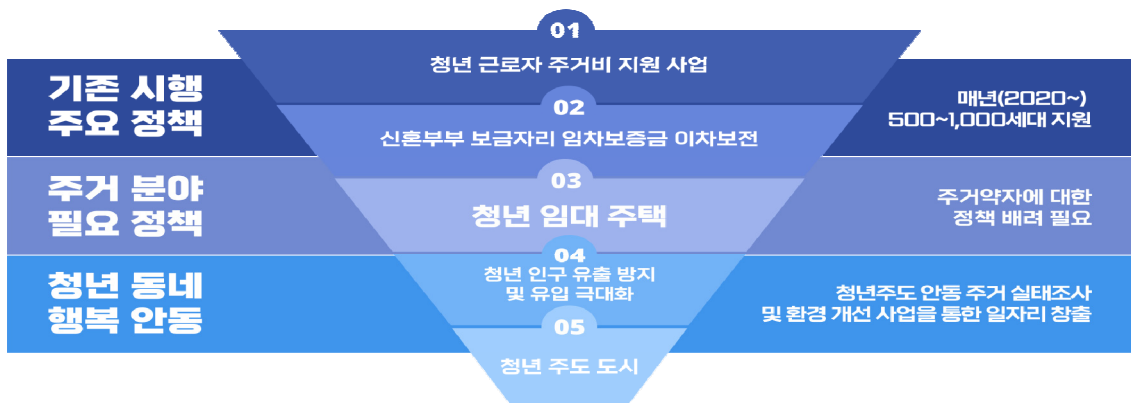 01
청년 근로자 주거비 지원 사업
기존 시행
주요 정책
매년(2020~)
500~1,000세대 지원
02
신혼부부 보금자리 임차보증금 이차보전
03
주거 분야
필요 정책
청년 임대 주택
주거약자에 대한
정책 배려 필요
04
청년 인구 유출 방지
및 유입 극대화
청년 동네
행복 안동
청년주도 안동 주거 실태조사
및 환경 개선 사업을 통한 일자리 창출
05
청년 주도 도시